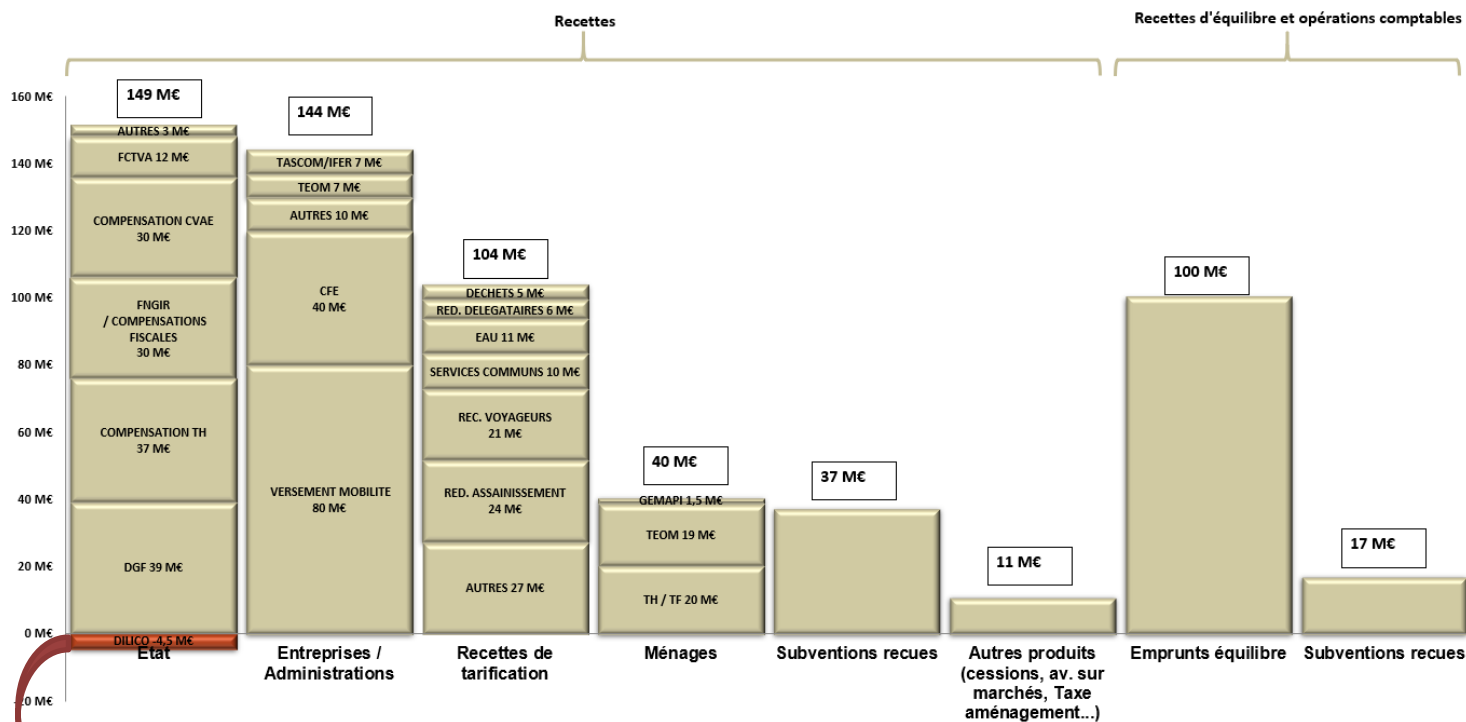 Recettes
Recettes d'équilibre et opérations comptables
160 M€
140 M€
120 M€
100 M€
80 M€
60 M€
40 M€
20 M€
0 M€
149 M€
AUTRES 3 M€
FCTVA 12 M€
COMPENSATION CVAE
30 M€
FNGIR
/ COMPENSATIONS
FISCALES
30 M€
COMPENSATION TH
37 M€
DGF 39 M€
DILICO -4,5 M€
Etat
144 M€
TASCOM/IFER 7 M€
TEOM 7 M€
AUTRES 10 M€
CFE
40 M€
VERSEMENT MOBILITE
80 M€
Entreprises /
Administrations
104 M€
DECHETS 5 M€
RED. DELEGATAIRES 6 M€
EAU 11 M€
SERVICES COMMUNS 10 M€
REC. VOYAGEURS
21 M€
RED. ASSAINISSEMENT
24 M€
AUTRES 27 M€
Recettes de
tarification
40 M€
GEMAPI 1,5 M€
TEOM 19 M€
TH / TF 20 M€
Ménages
37 M€
Subventions recues
11 M€
Autres produits
(cessions, av. sur
marchés, Taxe
aménagement...)
100 M€
Emprunts équilibre
17 M€
Subventions recues
20 M€